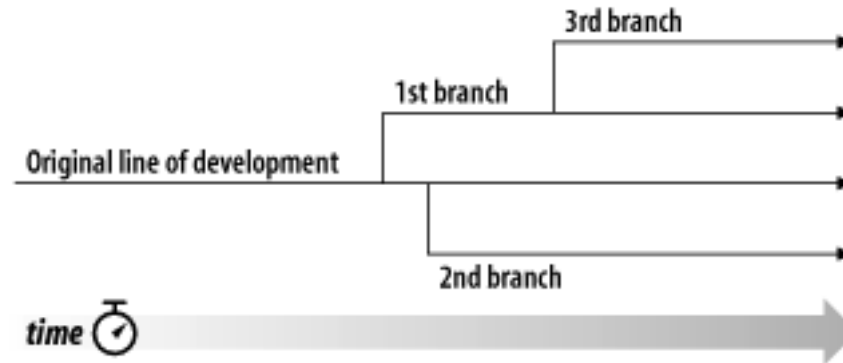 3rd branch
1st branch
Original line of development
2nd branch
time